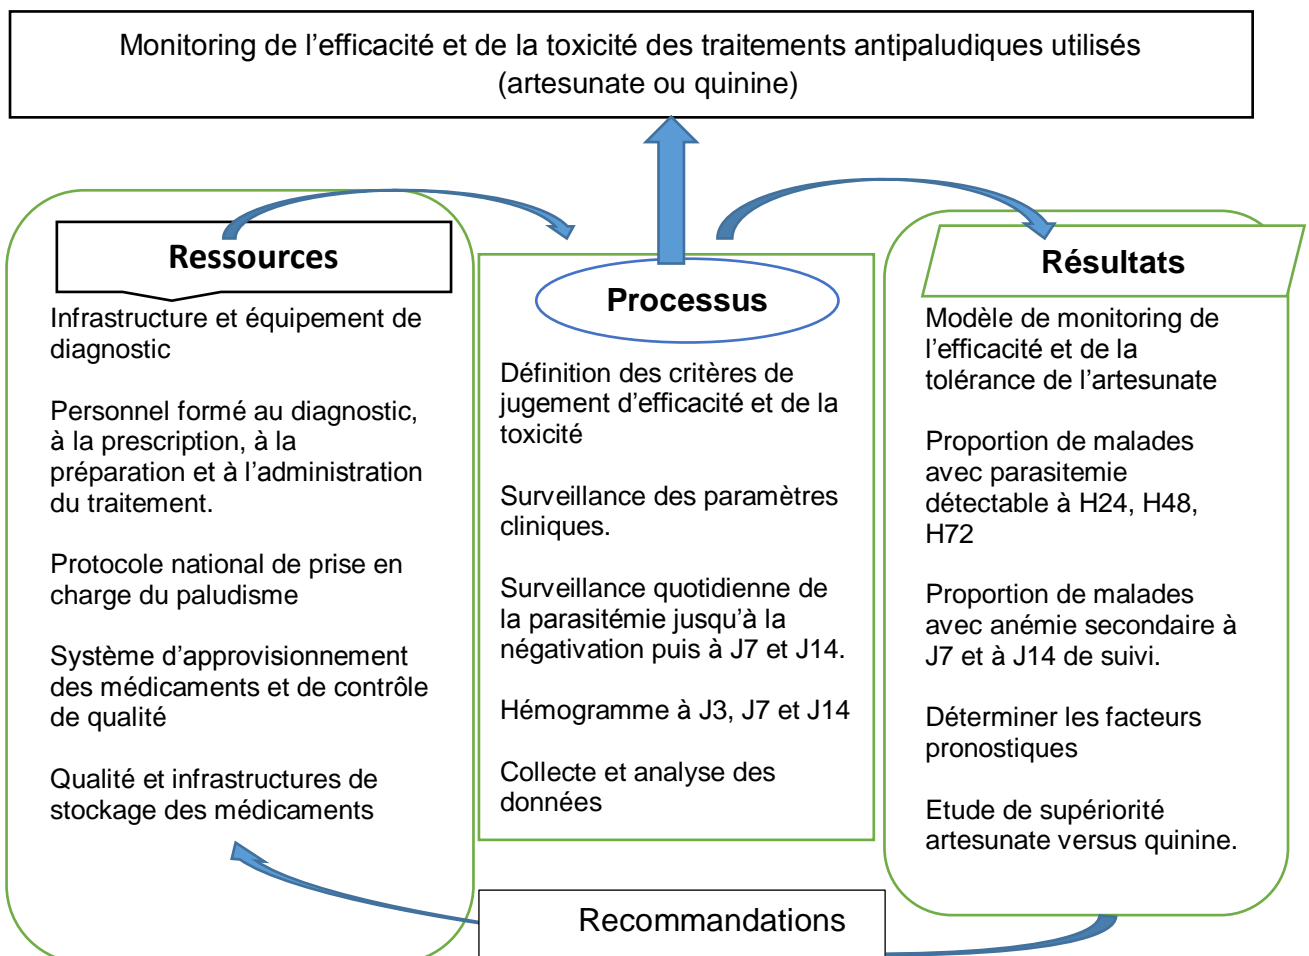 Monitoring de l’efficacité et de la toxicité des traitements antipaludiques utilisés
(artesunate ou quinine)
Ressources
Infrastructure et équipement de
diagnostic
Personnel formé au diagnostic,
à la prescription, à la
préparation et à l’administration
du traitement.
Protocole national de prise en
charge du paludisme
Système d’approvisionnement
des médicaments et de contrôle
de qualité
Qualité et infrastructures de
stockage des médicaments
Processus
Définition des critères de
jugement d’efficacité et de la
toxicité
Surveillance des paramètres
cliniques.
Surveillance quotidienne de
la parasitémie jusqu’à la
négativation puis à J7 et J14.
Hémogramme à J3, J7 et J14
Collecte et analyse des
données
Résultats
Modèle de monitoring de
l’efficacité et de la
tolérance de l’artesunate
Proportion de malades
avec parasitemie
détectable à H24, H48,
H72
Proportion de malades
avec anémie secondaire à
J7 et à J14 de suivi.
Déterminer les facteurs
pronostiques
Etude de supériorité
artesunate versus quinine.
Recommandations